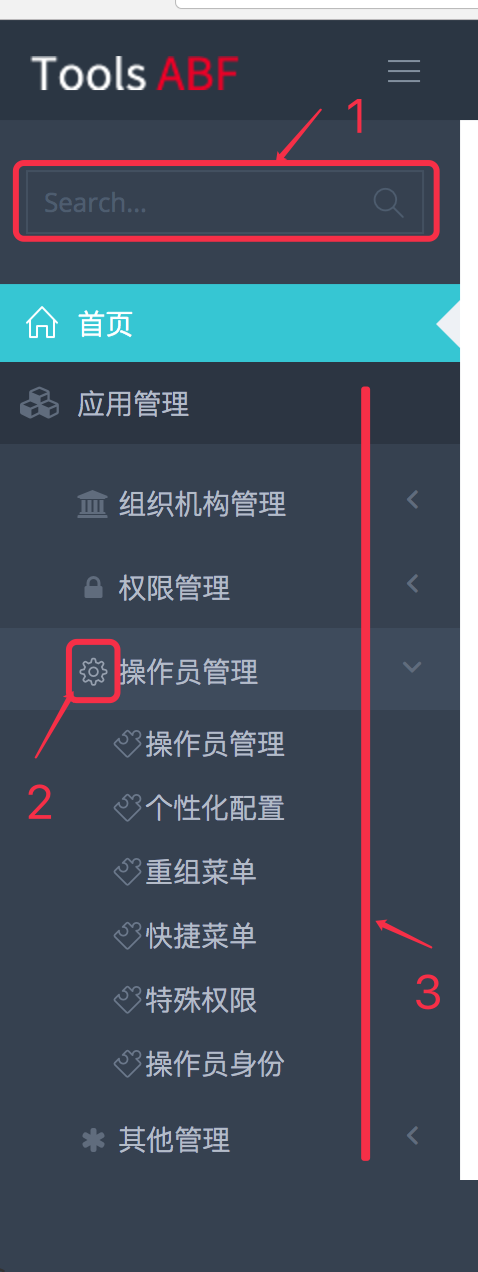 Tools ABF
1
Search...
首页
应用管理
组织机构管理
权限管理
操作员管理
2
操作员管理
个性化配置
重组菜单
快捷菜单
3
特殊权限
操作员身份
其他管理